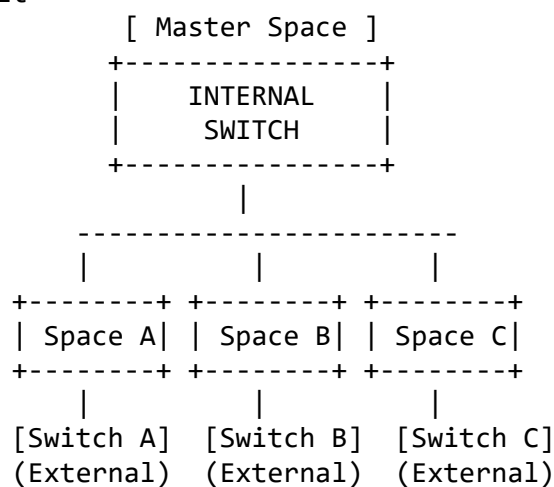 [ Master Space ]
+----------------+
| INTERNAL |
| SWITCH |
+----------------+
|
------------------------
| | |
+--------+ +--------+ +--------+
| Space A| | Space B| | Space C|
+--------+ +--------+ +--------+
| | |
[Switch A] [Switch B] [Switch C]
(External) (External) (External)